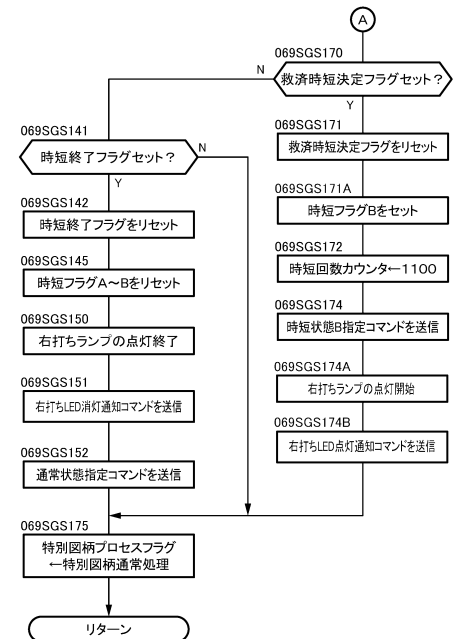 A
069SGS170
救済時短決定フラグセット?
N
Y
069SGS171
救済時短決定フラグをリセット
069SGS171A
時短フラグBをセット
069SGS172
時短回数カウンタ←1100
069SGS174
時短状態B指定コマンドを送信
069SGS174A
右打ちランプの点灯開始
069SGS174B
右打ちLED点灯通知コマンドを送信
069SGS141
時短終了フラグセット?
N
Y
069SGS142
時短終了フラグをリセット
069SGS145
時短フラグA~Bをリセット
069SGS150
右打ちランプの点灯終了
069SGS151
右打ちLED消灯通知コマンドを送信
069SGS152
通常状態指定コマンドを送信
069SGS175
特別図柄プロセスフラグ
←特別図柄通常処理
リターン